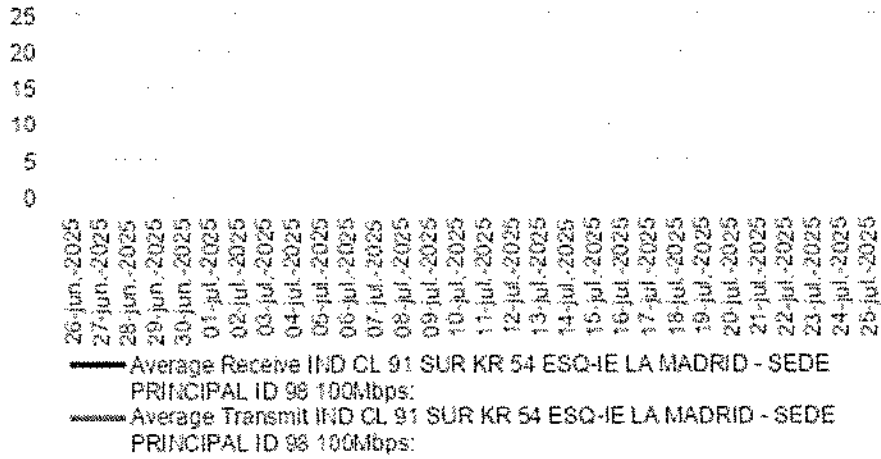 25
20
15
10
5
0
26-jun.-2025
27-jun.-2025
28-jun.-2025
29-jun.-2025
30-jun.-2025
01-jul.-2025
02-jul.-2025
03-jul.-2025
04-jul.-2025
05-jul.-2025
06-jul.-2025
07-jul.-2025
08-jul.-2025
09-jul.-2025
10-jul.-2025
11-jul.-2025
12-jul.-2025
13-jul.-2025
14-jul.-2025
15-jul.-2025
16-jul.-2025
17-jul.-2025
18-jul.-2025
19-jul.-2025
20-jul.-2025
21-jul.-2025
22-jul.-2025
23-jul.-2025
24-jul.-2025
25-jul.-2025
Average Receive IND CL 91 SUR KR 54 ESQ-IE LA MADRID - SEDE
PRINCIPAL ID 98 100Mbps:
Average Transmit IND CL 91 SUR KR 54 ESQ-IE LA MADRID - SEDE
PRINCIPAL ID 98 100Mbps: